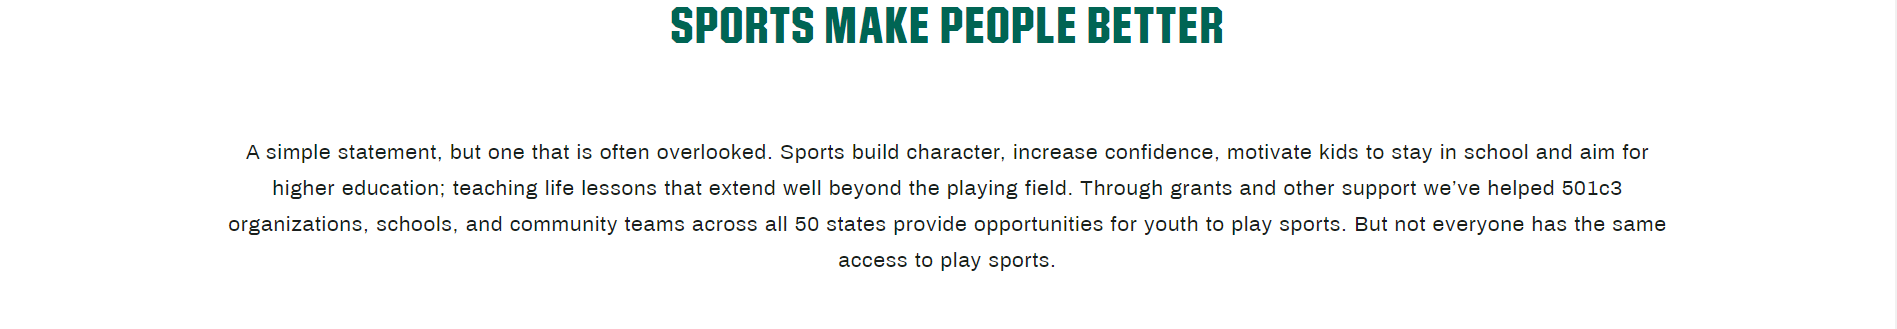 SPORTS MAKE PEOPLE BETTER
A simple statement, but one that is often overlooked. Sports build character, increase confidence, motivate kids to stay in school and aim for
higher education; teaching life lessons that extend well beyond the playing field. Through grants and other support we've helped 501c3
organizations, schools, and community teams across all 50 states provide opportunities for youth to play sports. But not everyone has the same
access to play sports.